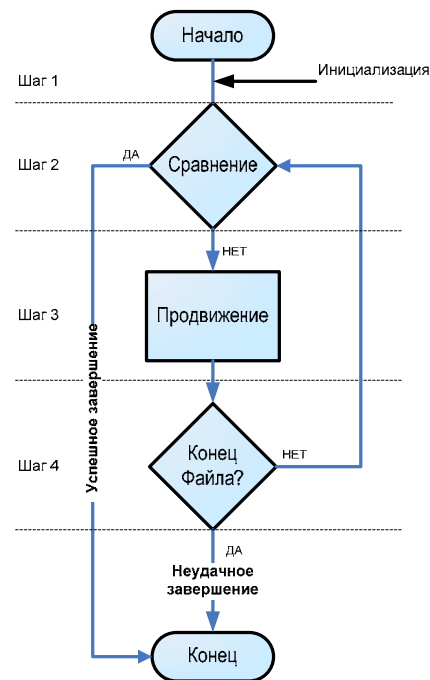 Начало
Инициализация
Шаг 1
ДА
Шаг 2
Сравнение
НЕТ
Шаг 3
Продвижение
Успешное завершение
Шаг 4
Конец
Файла?
НЕТ
ДА
Неудачное
завершение
Конец